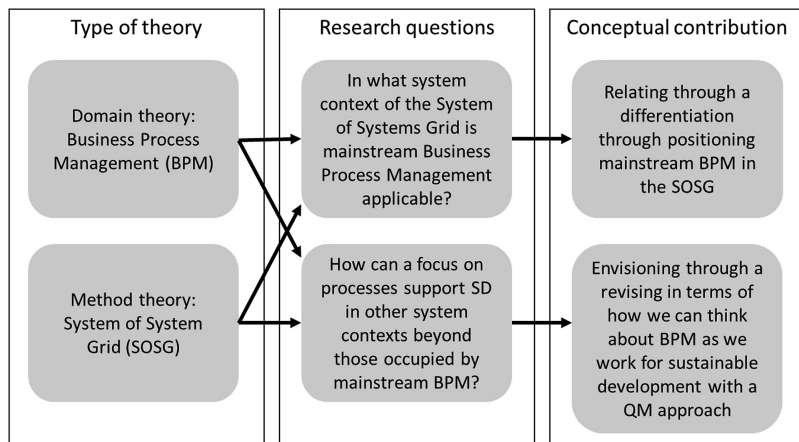 Type of theory
Domain theory:
Business Process
Management (BPM)
Method theory:
System of System
Grid (SOSG)
Research questions
In what system
context of the System
of Systems Grid is
mainstream Business
Process Management
applicable?
How can a focus on
processes support SD
in other system
contexts beyond
those occupied by
mainstream BPM?
Conceptual contribution
Relating through a
differentiation
through positioning
mainstream BPM in
the SOSG
Envisioning through a
revising in terms of
how we can think
about BPM as we
work for sustainable
development with a
QM approach